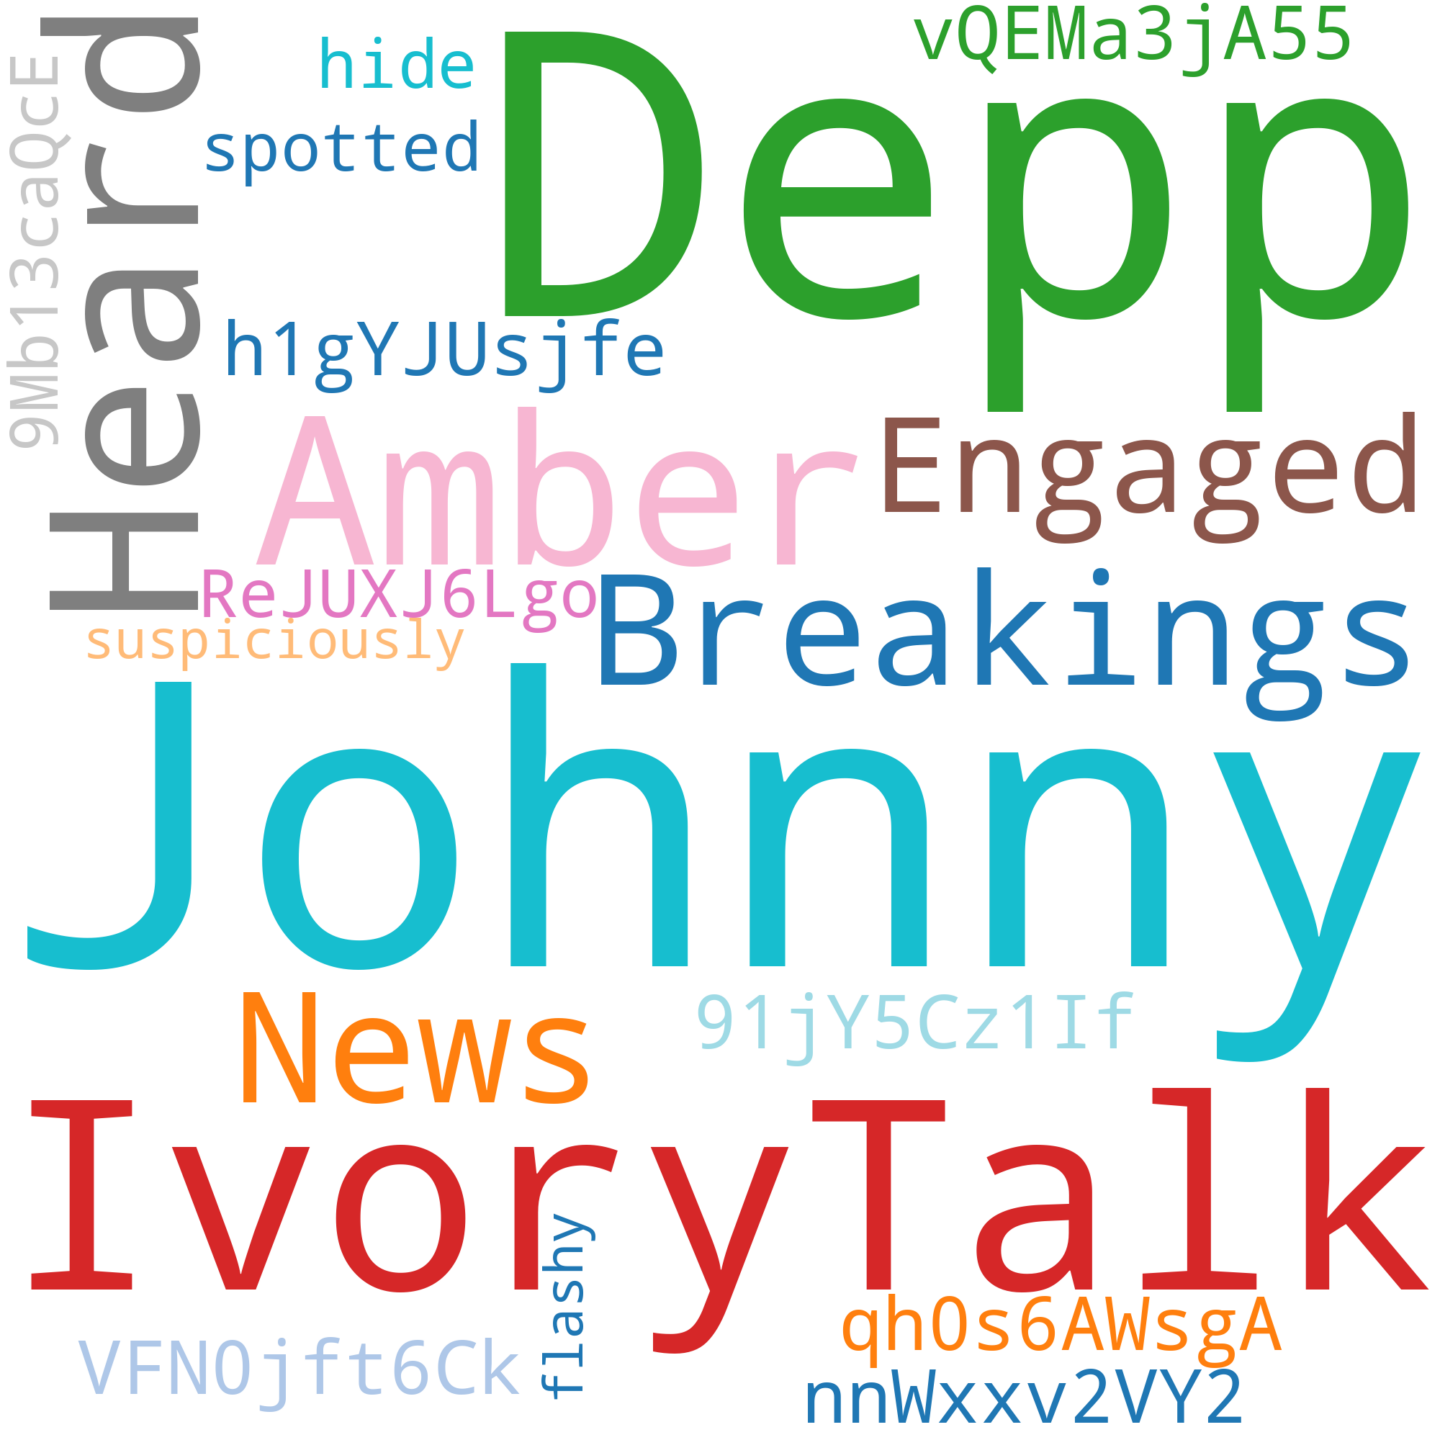 vQEMa3jA55
hide
Depp
spotted
Heard
9Mb13caQcE
h1gYJUsjfe
Amber
Engaged
ReJUXJ6Lgo
Breakings
suspiciously
Johnny
News
91jY5Cz1If
IvoryTalk
flashy
qh0s6AWsgA
VFN0jft6Ck
nnWxxv2VY2